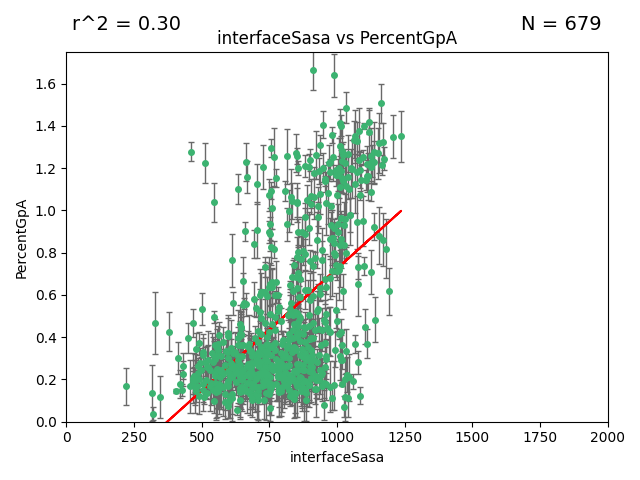 r^2 = 0.30
N = 679
interfaceSasa vs PercentGpA
PercentGpA
1.6
1.4
1.2
1.0
0.8
0.6
0.4
0.2
0.0
0 250 500 750 1000 1250 1500 1750 2000
interfaceSasa